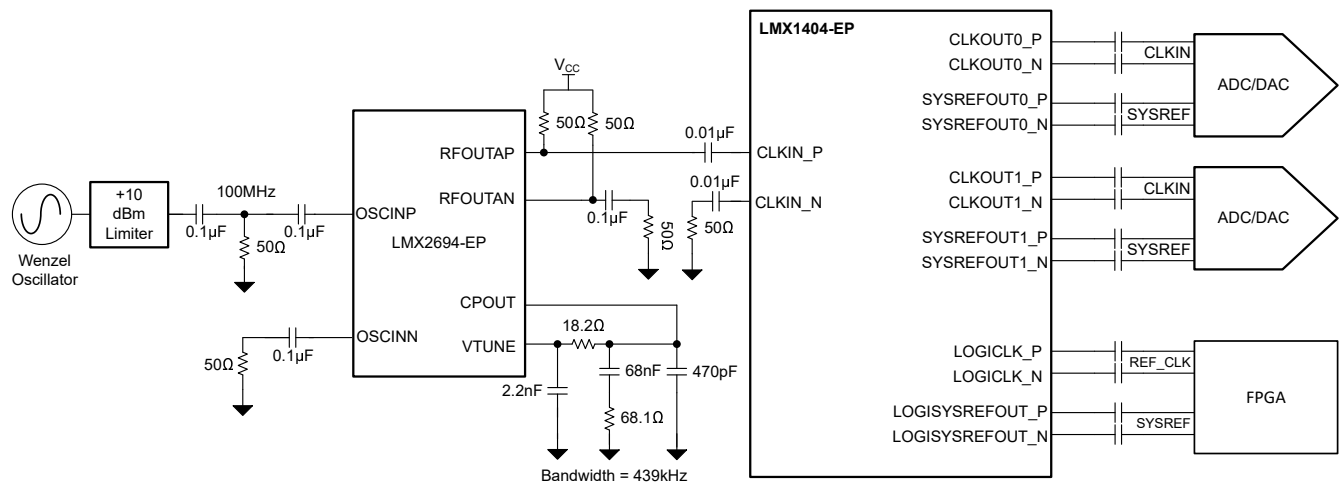 LMX1404-EP
VCC
50Ω
50Ω
RFOUTAP
RFOUTAN
LMX2694-EP
OSCINP
OSCINN
CPOUT
VTUNE
Wenzel
Oscillator
+10
dBm
Limiter
100MHz
0.1µF
50Ω
0.1µF
50Ω
0.1µF
0.1µF
50Ω
0.01µF
CLKIN_P
0.01µF
CLKIN_N
50Ω
18.2Ω
2.2nF
68nF
470pF
68.1Ω
Bandwidth = 439kHz
CLKOUT0_P
CLKOUT0_N
SYSREFOUT0_P
SYSREFOUT0_N
CLKIN
SYSREF
ADC/DAC
CLKOUT1_P
CLKOUT1_N
SYSREFOUT1_P
SYSREFOUT1_N
CLKIN
SYSREF
ADC/DAC
LOGICLK_P
LOGICLK_N
LOGISYSREFOUT_P
LOGISYSREFOUT_N
REF_CLK
SYSREF
FPGA